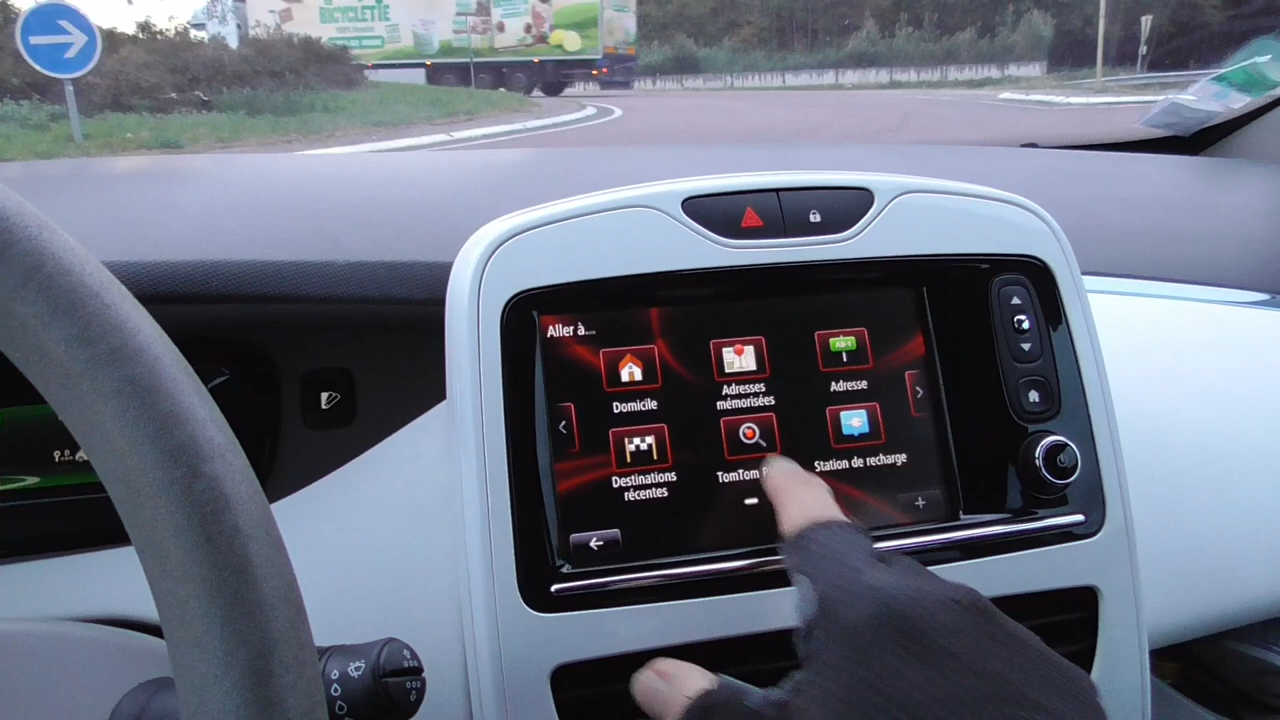 BICYCLETTE
Aller à...
Domicile
Adresses
mémorisées
Adresse
Destinations
récentes
TomTom
Station de recharge